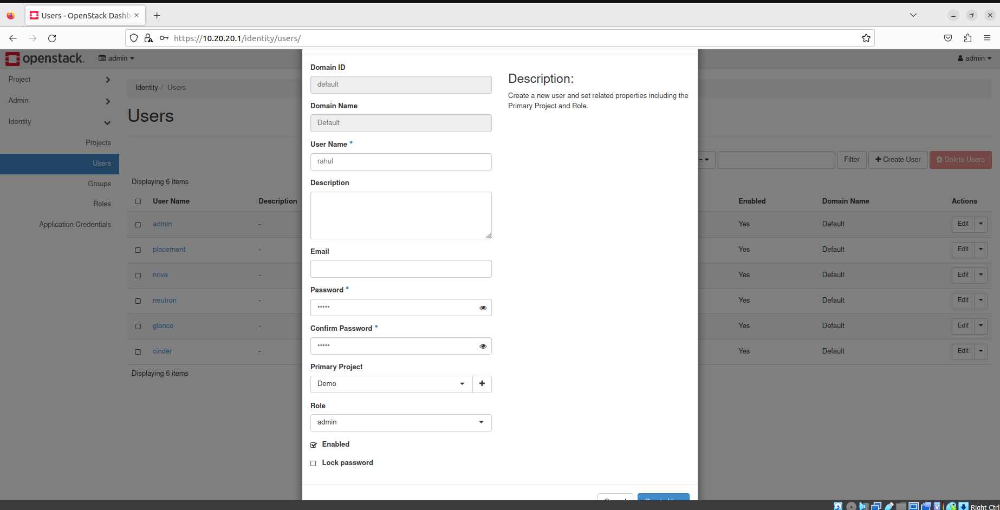 Users - OpenStack Dashb
https://10.20.20.1/identity/users/
openstack.
admin
admin
Project
Admin
Identity
Projects
Users
Groups
Roles
Application Credentials
Identity / Users
Users
= 
Filter
Create User
Delete Users
Displaying 6 items
User Name Description Enabled Domain Name Actions
admin - Yes Default Edit
placement - Yes Default Edit
nova - Yes Default Edit
neutron - Yes Default Edit
glance - Yes Default Edit
cinder - Yes Default Edit
Displaying 6 items
Domain ID
default
Domain Name
Default
User Name *
rahul
Description
Email
Password *
•••••
Confirm Password *
•••••
Primary Project
Demo
Role
admin
Enabled
Lock password
Description:
Create a new user and set related properties including the
Primary Project and Role.
Right Ctrl